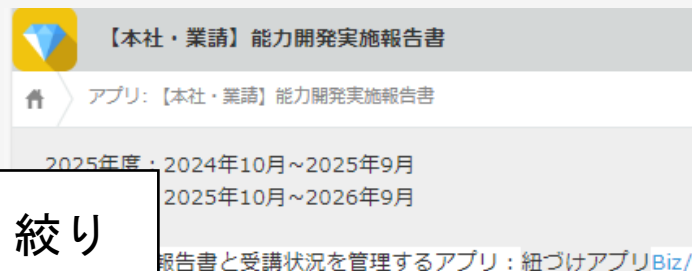 【本社・業請】能力開発実施報告書
アプリ: 【本社・業請】能力開発実施報告書
2025年度：2024年10月~2025年9月
2025年10月~2026年9月
絞り
報告書と受講状況を管理するアプリ：紐づけアプリBiz/